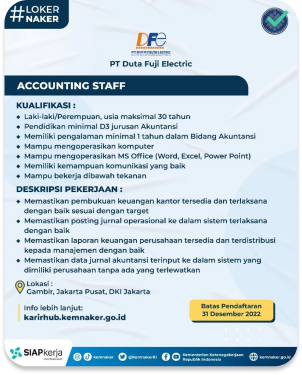 #LOKER
NAKER
DFE
PT Duta Fuji Electric
ACCOUNTING STAFF
KUALIFIKASI :
Laki-laki/Perempuan, usia maksimal 30 tahun
Pendidikan minimal D3 jurusan Akuntansi
Memiliki pengalaman minimal 1 tahun dalam Bidang Akuntansi
Mampu mengoperasikan komputer
Mampu mengoperasikan MS Office (Word, Excel, Power Point)
Memiliki kemampuan komunikasi yang baik
Mampu bekerja dibawah tekanan
DESKRIPSI PEKERJAAN :
Memastikan pembukuan keuangan kantor tersedia dan terlaksana
dengan baik sesuai dengan target
Memastikan posting jurnal operasional ke dalam sistem terlaksana
dengan baik
Memastikan laporan keuangan perusahaan tersedia dan terdistribusi
kepada manajemen dengan baik
Memastikan data jurnal akuntansi terinput ke dalam sistem yang
dimiliki perusahaan tanpa ada yang terlewatkan
Lokasi :
Gambir, Jakarta Pusat, DKI Jakarta
Info lebih lanjut:
karirhub.kemnaker.go.id
Batas Pendaftaran
31 Desember 2022
SIAPkerja
kemnaker
KemnakerRI
Kementerian Ketenagakerjaan
Republik Indonesia
kemnaker.go.id